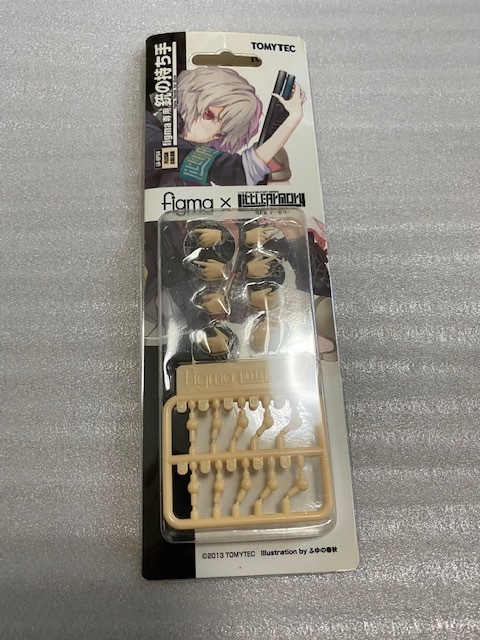 TOMYTEC
figma専用
銃の持ち手
figma × LITTLEARMORY
figma
©2013 TOMYTEC Illustration by ふゆの春秋